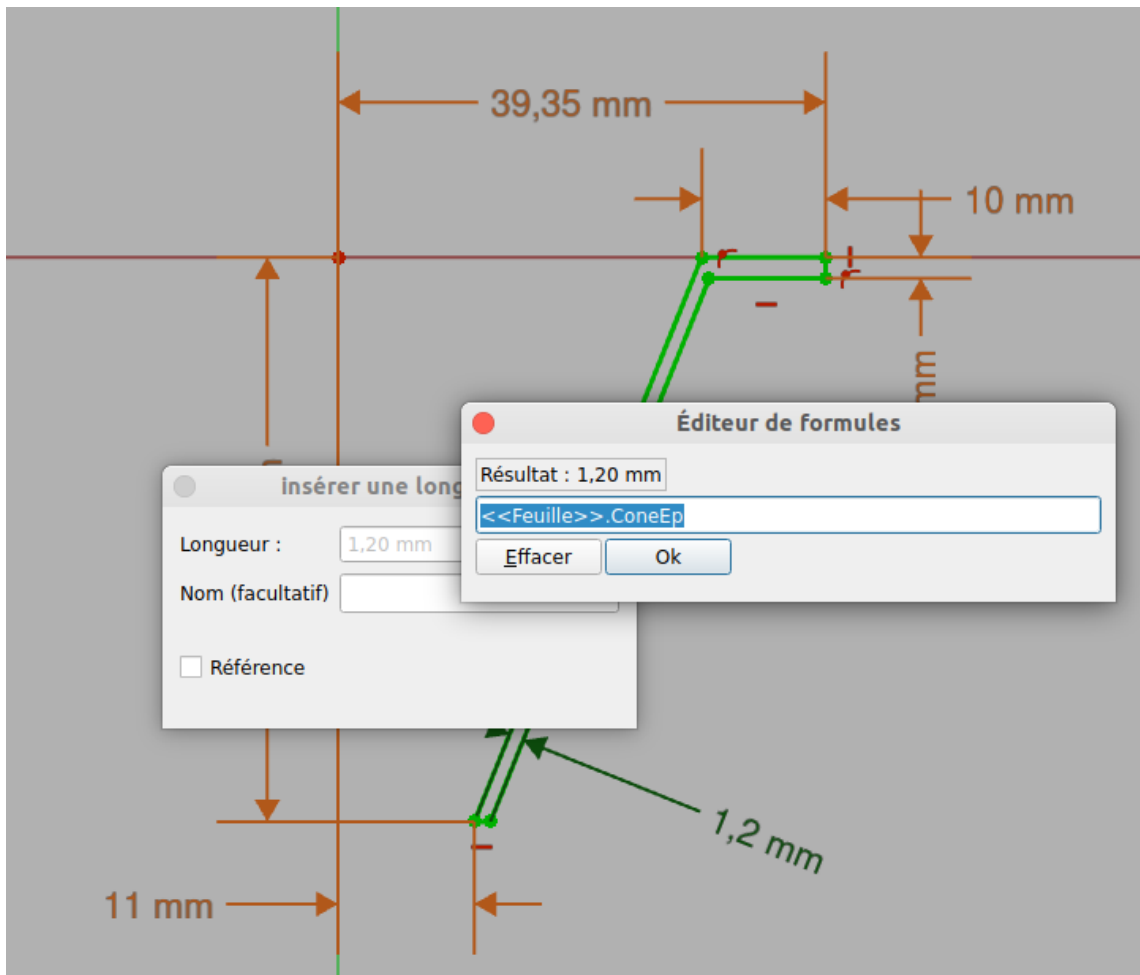 39,35 mm
10 mm
mm
Éditeur de formules
Résultat : 1,20 mm
<<Feuille>>.ConeEp
Effacer
Ok
insérer une long
Longueur :
1,20 mm
Nom (facultatif)
Référence
1,2 mm
11 mm